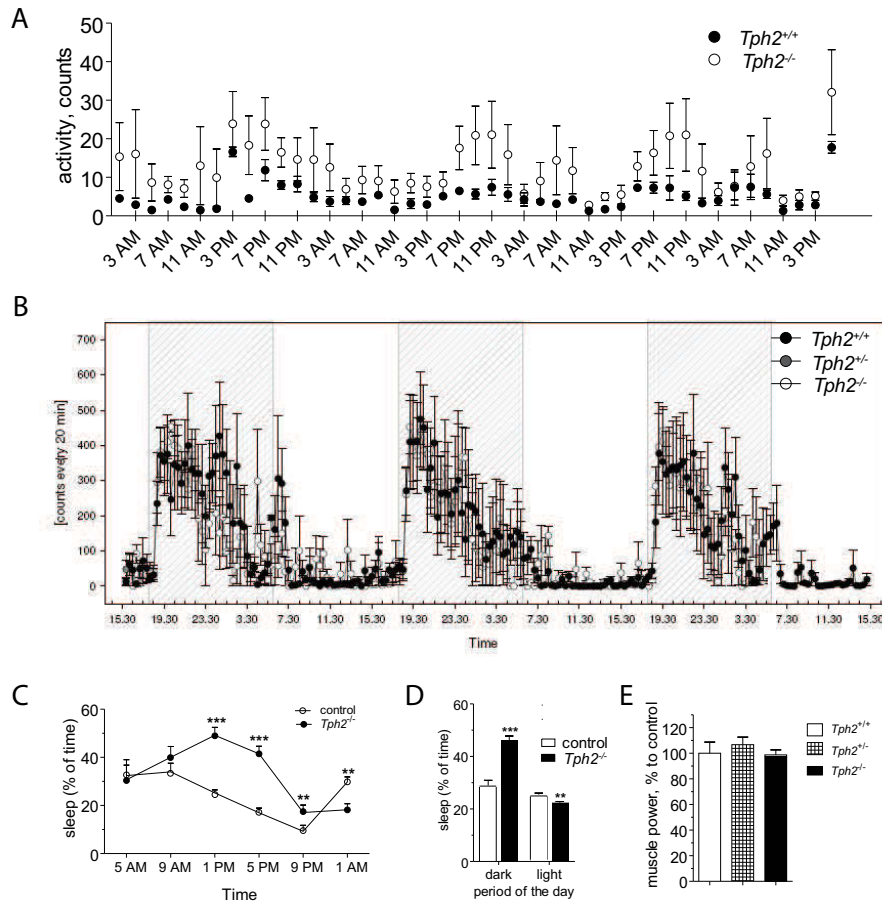 A
Tph2+/+
Tph2-/-
activity, counts
50
40
30
20
10
0
3 AM 7 AM 11 AM 3 PM 7 PM 11 PM 3 AM 7 AM 11 AM 3 PM 7 PM 11 PM 3 AM 7 AM 11 AM 3 PM 7 PM 11 PM 3 AM 7 AM 11 AM 3 PM
B
Tph2+/+
Tph2+/-
Tph2-/-
[counts every 20 min]
700
600
500
400
300
200
100
0
15.30 19.30 23.30 3.30 7.30 11.30 15.30 19.30 23.30 3.30 7.30 11.30 15.30 19.30 23.30 3.30 7.30 11.30 15.30
Time
C
control
Tph2-/-
sleep (% of time)
60
40
20
0
***
***
**
**
5 AM 9 AM 1 PM 5 PM 9 PM 1 AM
Time
D
control
Tph2-/-
sleep (% of time)
60
40
20
0
***
**
dark light
period of the day
E
muscle power, % to control
120
100
80
60
40
20
0
Tph2+/+
Tph2+/-
Tph2-/-